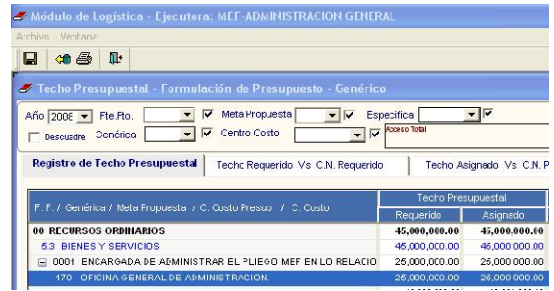 Módulo de Logística - Ejecutora: MEF-ADMINISTRACION GENERAL
Archivo Ventana
Techo Presupuestal - Formulación de Presupuesto - Genérico
Año 2008 Fte.Fto. Meta Propuesta Especifica
Descuadre Genérica Centro Costo Acceso Total
Registro de Techo Presupuestal Techo Requerido Vs C.N. Requerido Techo Asignado Vs C.N. P
Techo Presupuestal
F. F. / Genérica / Meta Propuesta / C. Costo Presup / C. Costo Requerido Asignado
00 RECURSOS ORDINARIOS 45,000,000.00 45,000,000.00
5.3 BIENES Y SERVICIOS 45,000,000.00 45,000,000.00
0001 ENCARGADA DE ADMINISTRAR EL PLIEGO MEF EN LO RELACIO 25,000,000.00 25,000,000.00
170 OFICINA GENERAL DE ADMINISTRACION. 25,000,000.00 25,000,000.00